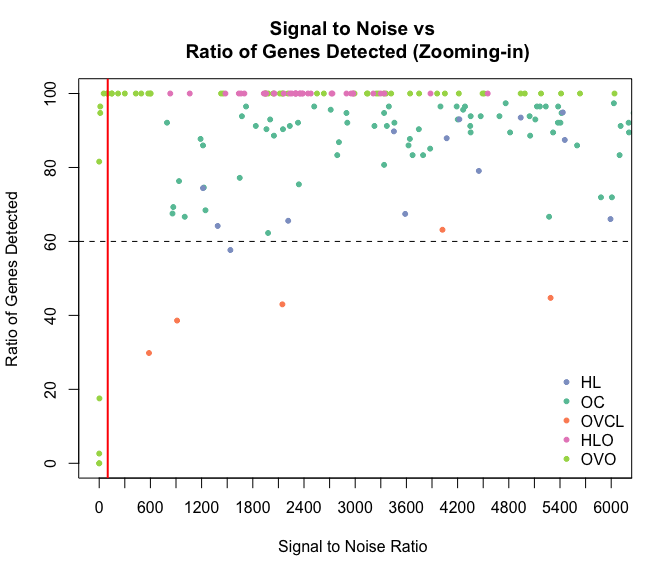 Signal to Noise vs
Ratio of Genes Detected (Zooming-in)
Ratio of Genes Detected
100
80
60
40
20
0
HL
OC
OVCL
HLO
OVO
0 600 1200 1800 2400 3000 3600 4200 4800 5400 6000
Signal to Noise Ratio